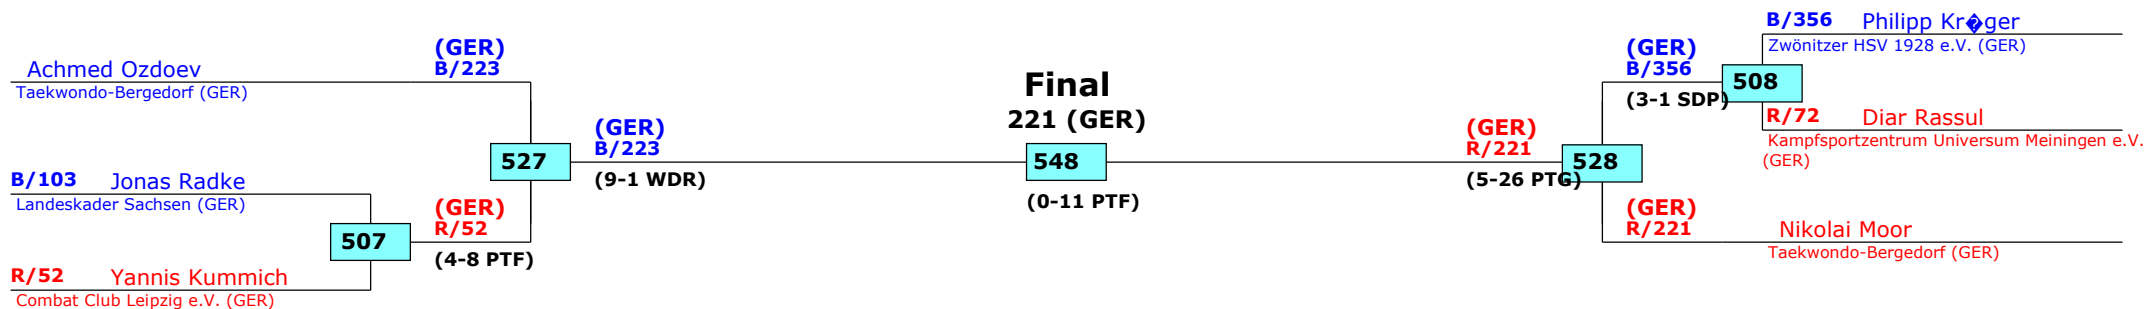 (GER)
B/223
Achmed Ozdoev
Taekwondo-Bergedorf (GER)
B/103 Jonas Radke
Landeskader Sachsen (GER)
R/52 Yannis Kummich
Combat Club Leipzig e.V. (GER)
507
(GER)
R/52
(4-8 PTF)
527
(GER)
B/223
(9-1 WDR)
Final
221 (GER)
548
(0-11 PTF)
(GER)
R/221
(5-26 PTG)
528
(GER)
B/356
(3-1 SDP)
508
B/356 Philipp Kr�ger
Zwönitzer HSV 1928 e.V. (GER)
R/72 Diar Rassul
Kampfsportzentrum Universum Meiningen e.V.
(GER)
(GER)
R/221
Nikolai Moor
Taekwondo-Bergedorf (GER)